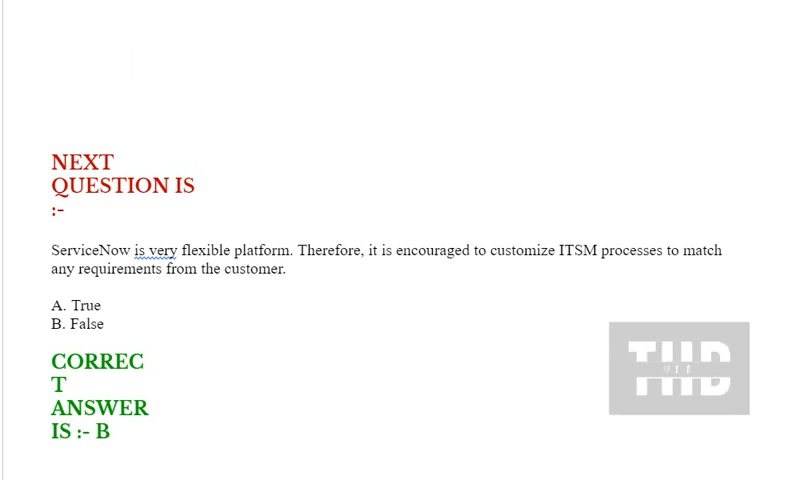 NEXT
QUESTION IS
:-
ServiceNow is very flexible platform. Therefore, it is encouraged to customize ITSM processes to match
any requirements from the customer.
A. True
B. False
CORREC
T
ANSWER
IS :- B
THD